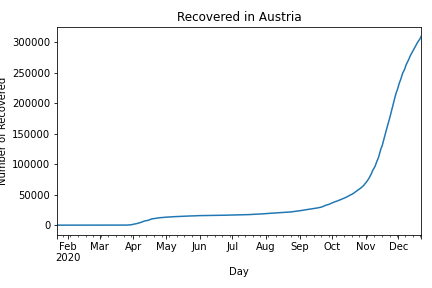 Recovered in Austria
300000
250000
200000
150000
100000
50000
0
Number of Recovered
Feb Mar Apr May Jun Jul Aug Sep Oct Nov Dec
2020
Day